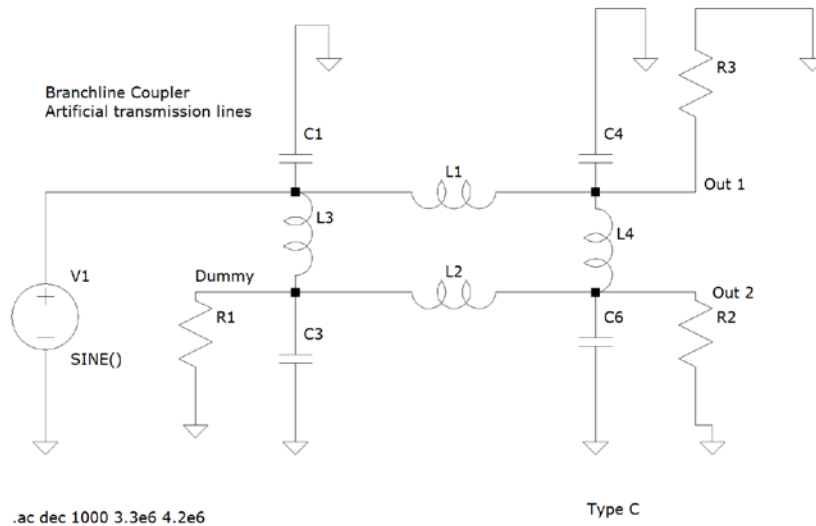 Branchline Coupler
Artificial transmission lines
C1
C4
R3
L1
Out 1
L3
L4
V1
Dummy
L2
Out 2
R1
C3
C6
R2
SINE()
.ac dec 1000 3.3e6 4.2e6
Type C